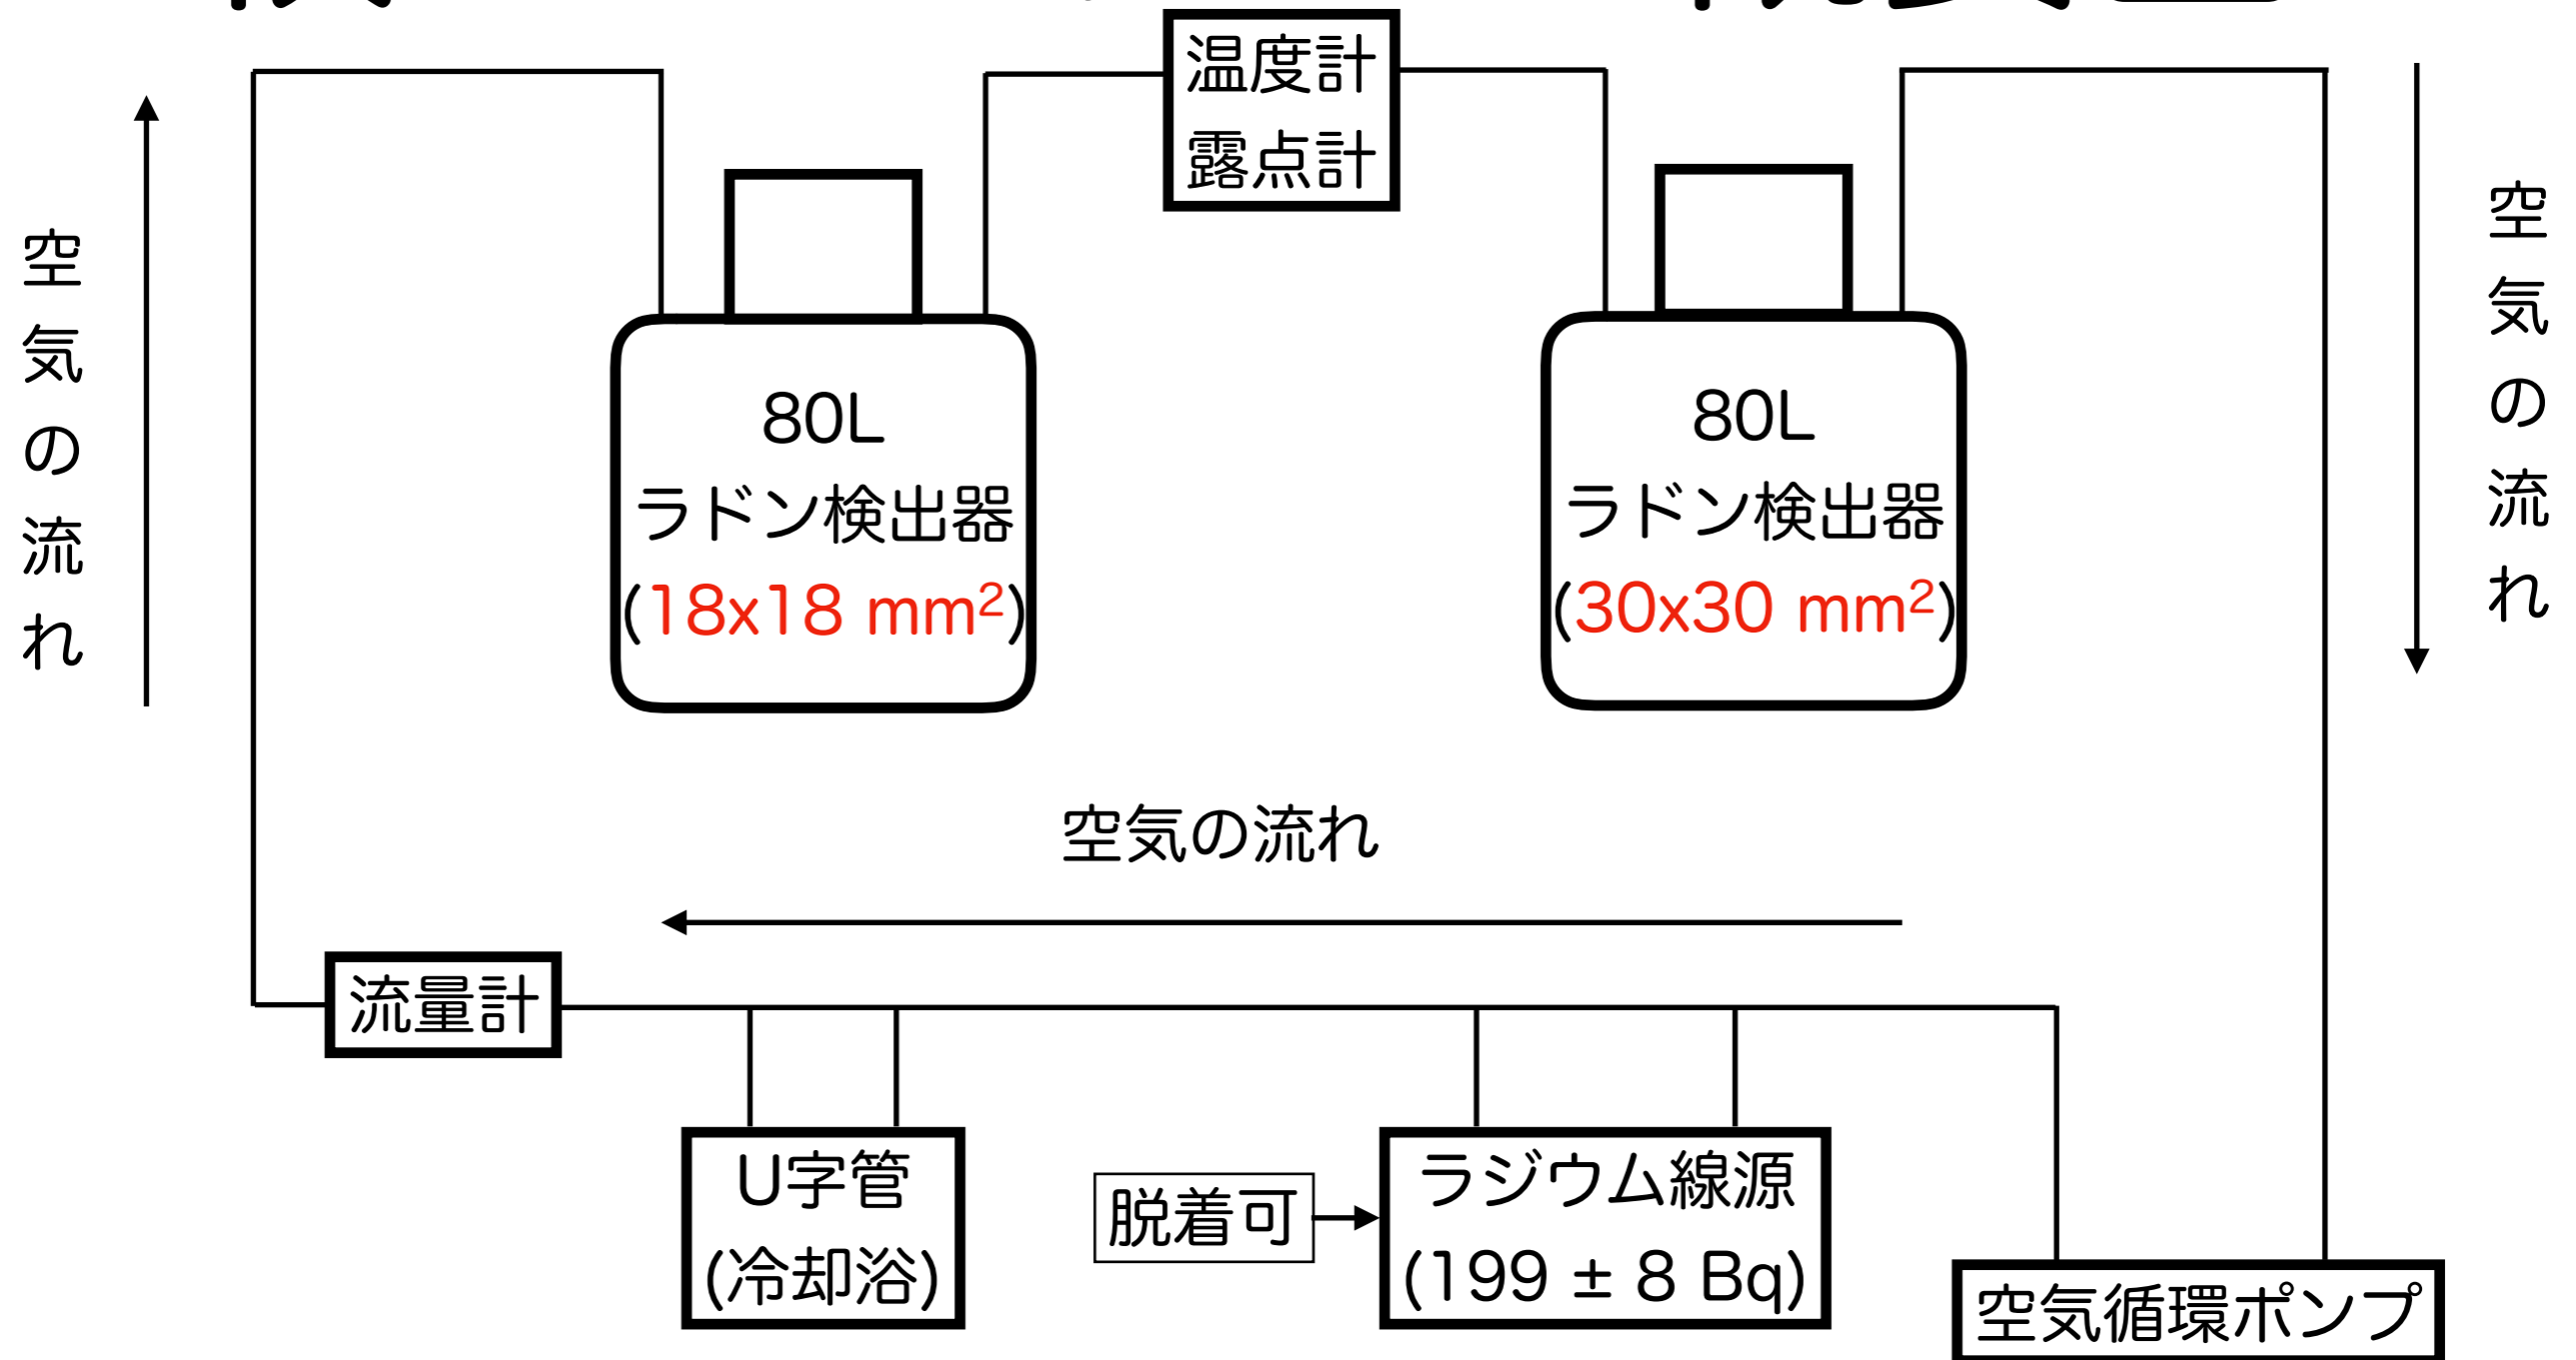 温度計
露点計
空気の流れ
空気の流れ
80L
ラドン検出器
(18x18 mm²)
80L
ラドン検出器
(30x30 mm²)
空気の流れ
流量計
U字管
(冷却浴)
脱着可
ラジウム線源
(199 ± 8 Bq)
空気循環ポンプ